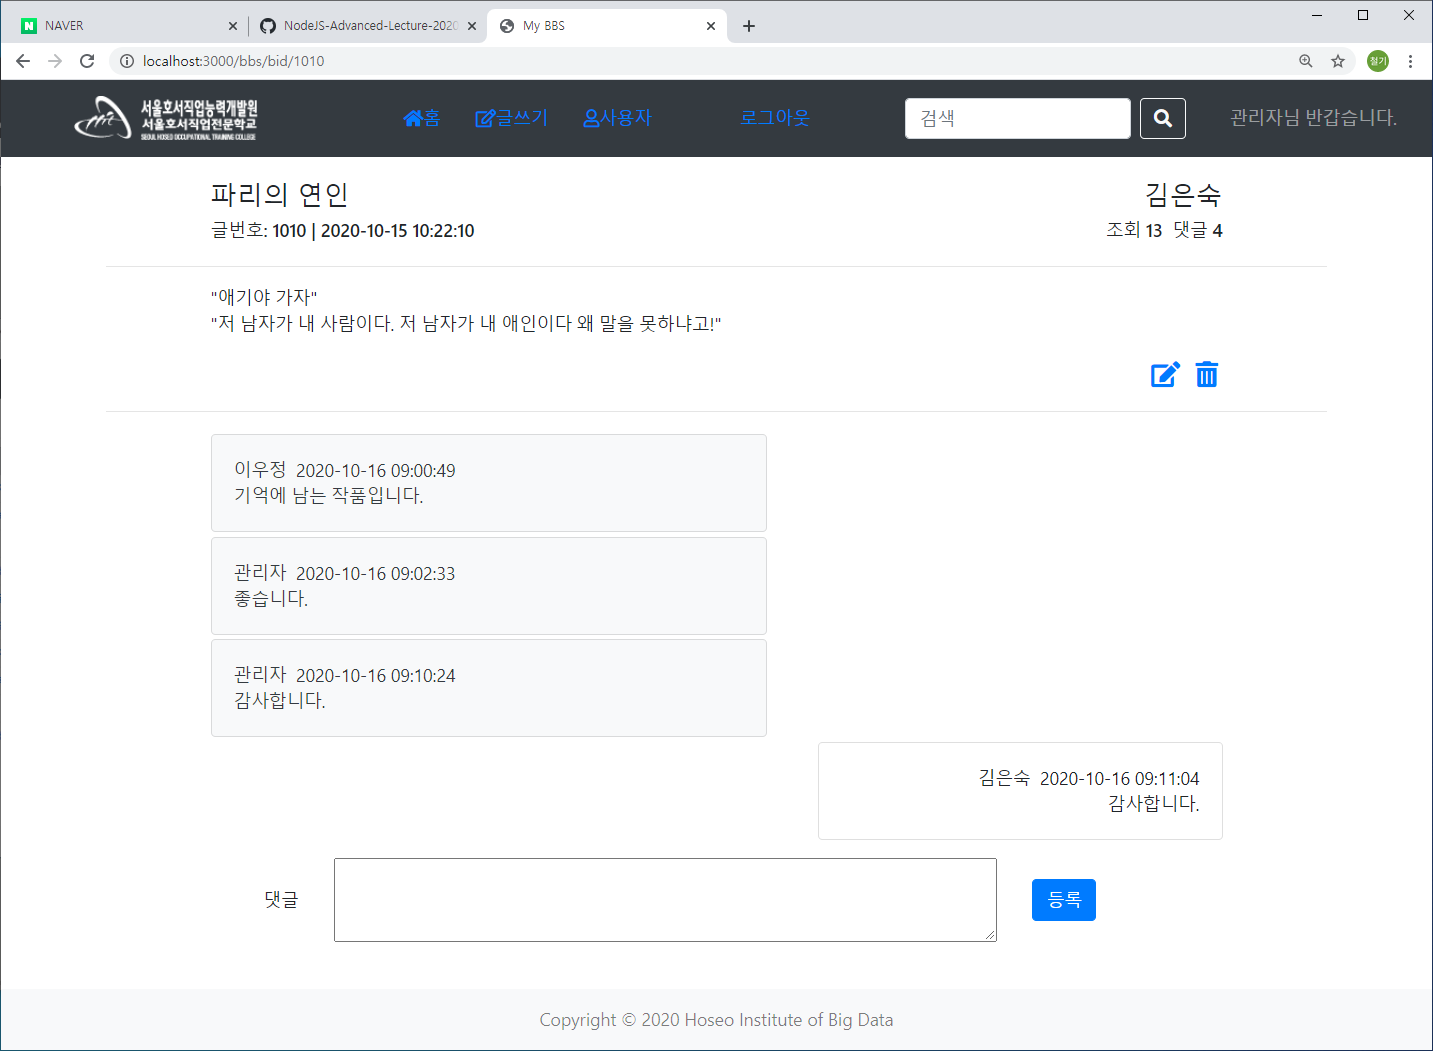 NAVER
NodeJS-Advanced-Lecture-2020
My BBS
localhost:3000/bbs/bid/1010
절기
서울호서직업능력개발원
서울호서직업전문학교
SEOUL HOSEO OCCUPATIONAL TRAINING COLLEGE
홈 글쓰기 사용자 로그아웃 검색 관리자님 반갑습니다.
파리의 연인 김은숙
글번호: 1010 | 2020-10-15 10:22:10 조회 13 댓글 4
"애기야 가자"
"저 남자가 내 사람이다. 저 남자가 내 애인이다 왜 말을 못하냐고!"
이우정 2020-10-16 09:00:49
기억에 남는 작품입니다.
관리자 2020-10-16 09:02:33
좋습니다.
관리자 2020-10-16 09:10:24
감사합니다.
김은숙 2020-10-16 09:11:04
감사합니다.
댓글 등록
Copyright © 2020 Hoseo Institute of Big Data